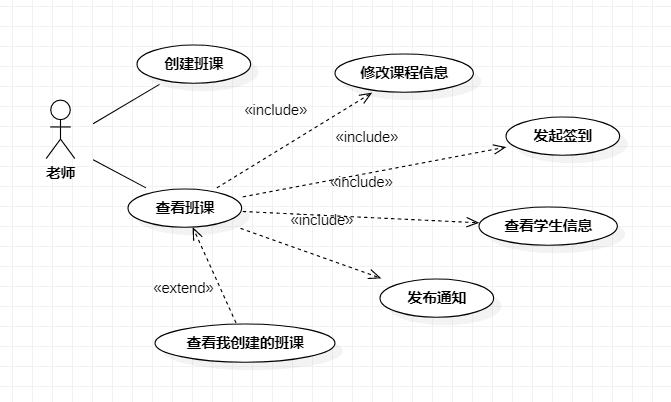 创建班课
修改课程信息
«include»
«include»
发起签到
老师
«include»
查看班课
«include»
查看学生信息
«extend»
发布通知
查看我创建的班课